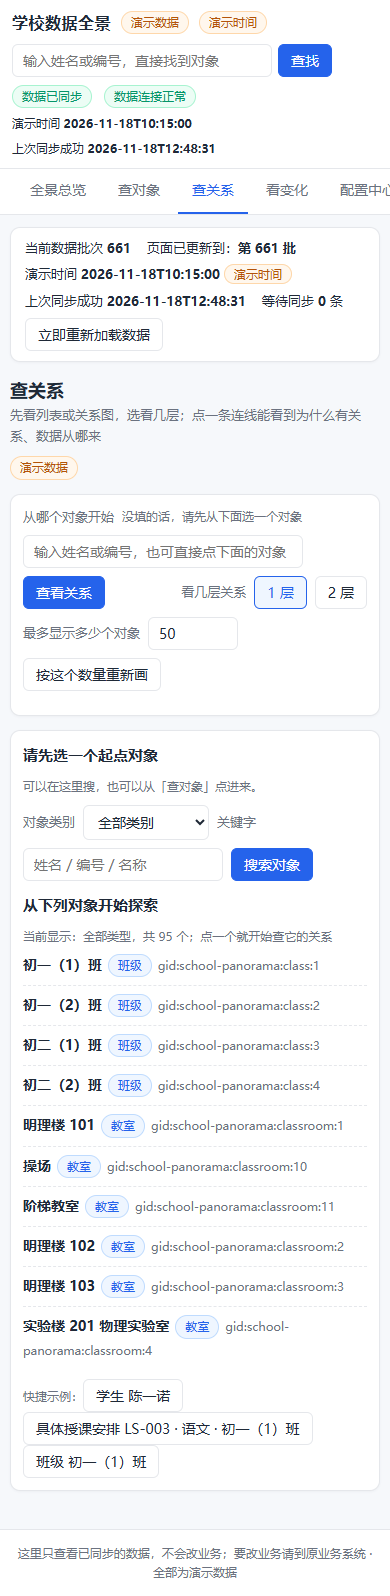 学校数据全景 演示数据 演示时间
输入姓名或编号，直接找到对象 查找
数据已同步 数据连接正常
演示时间 2026-11-18T10:15:00
上次同步成功 2026-11-18T12:48:31
全景总览 查对象 查关系 看变化 配置中心
当前数据批次 661 页面已更新到：第 661 批
演示时间 2026-11-18T10:15:00 演示时间
上次同步成功 2026-11-18T12:48:31 等待同步 0 条
立即重新加载数据
查关系
先看列表或关系图，选看几层；点一条连线能看到为什么有关
系、数据从哪来
演示数据
从哪个对象开始 没填的话，请先从下面选一个对象
输入姓名或编号，也可直接点下面的对象
查看关系 看几层关系 1 层 2 层
最多显示多少个对象 50
按这个数量重新画
请先选一个起点对象
可以在这里搜，也可以从「查对象」点进来。
对象类别 全部类别 关键字
姓名 / 编号 / 名称 搜索对象
从下列对象开始探索
当前显示：全部类型，共 95 个；点一个就开始查它的关系
初一（1）班 班级 gid:school-panorama:class:1
初一（2）班 班级 gid:school-panorama:class:2
初二（1）班 班级 gid:school-panorama:class:3
初二（2）班 班级 gid:school-panorama:class:4
明理楼 101 教室 gid:school-panorama:classroom:1
操场 教室 gid:school-panorama:classroom:10
阶梯教室 教室 gid:school-panorama:classroom:11
明理楼 102 教室 gid:school-panorama:classroom:2
明理楼 103 教室 gid:school-panorama:classroom:3
实验楼 201 物理实验室 教室 gid:school-
panorama:classroom:4
快捷示例： 学生 陈一诺
具体授课安排 LS-003 · 语文 · 初一（1）班
班级 初一（1）班
这里只查看已同步的数据，不会改业务；要改业务请到原业务系统 ·
全部为演示数据